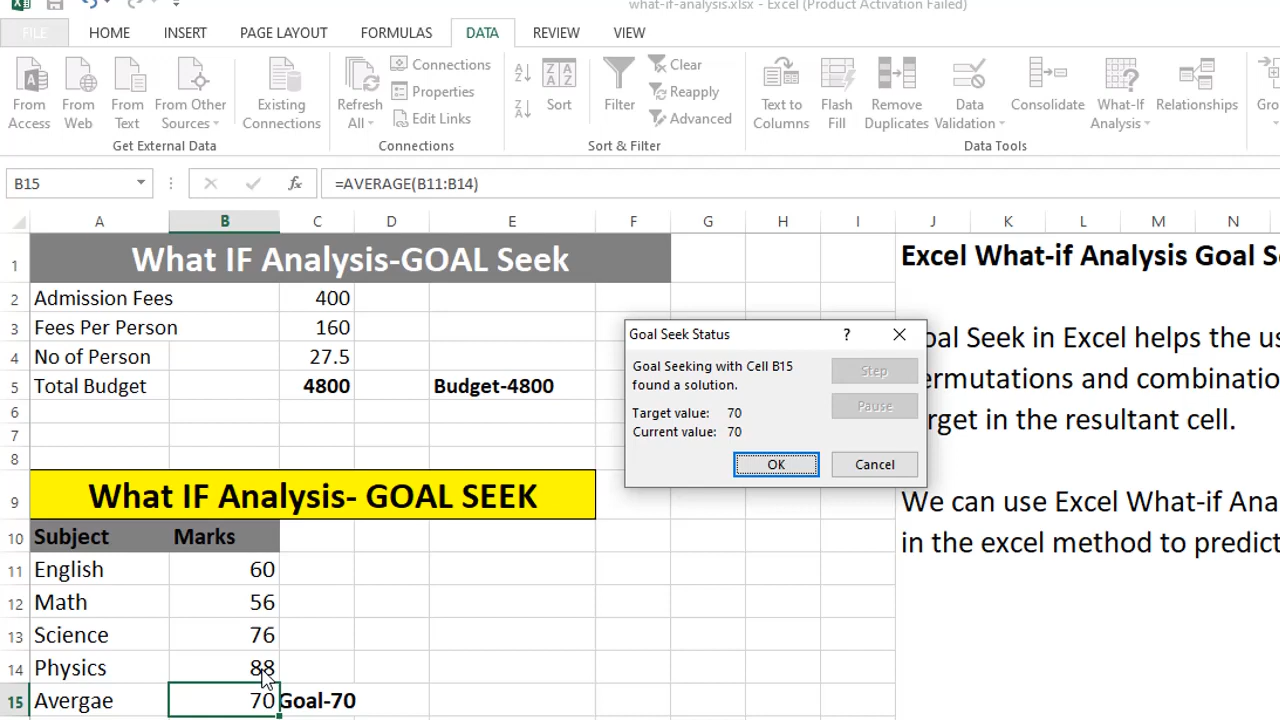 what-if-analysis.xlsx - Excel (Product Activation Failed)
FILE HOME INSERT PAGE LAYOUT FORMULAS DATA REVIEW VIEW
From Access
From Web
From Text
From Other Sources
Existing Connections
Get External Data
Refresh All
Connections
Properties
Edit Links
Connections
Sort
Filter
Clear
Reapply
Advanced
Sort & Filter
Text to Columns
Flash Fill
Remove Duplicates
Data Validation
Consolidate
What-If Analysis
Relationships
Gro
Data Tools
B15 fx =AVERAGE(B11:B14)
A B C D E F G H I J K L M N
1 What IF Analysis-GOAL Seek
2 Admission Fees 400
3 Fees Per Person 160
4 No of Person 27.5
5 Total Budget 4800 Budget-4800
6
7
8
9 What IF Analysis- GOAL SEEK
10 Subject Marks
11 English 60
12 Math 56
13 Science 76
14 Physics 88
15 Avergae 70 Goal-70
Goal Seek Status ?
Goal Seeking with Cell B15
found a solution.
Target value: 70
Current value: 70
Step
Pause
OK Cancel
Excel What-if Analysis Goal S
oal Seek in Excel helps the us
ermutations and combinatio
rget in the resultant cell.
We can use Excel What-if Ana
in the excel method to predict